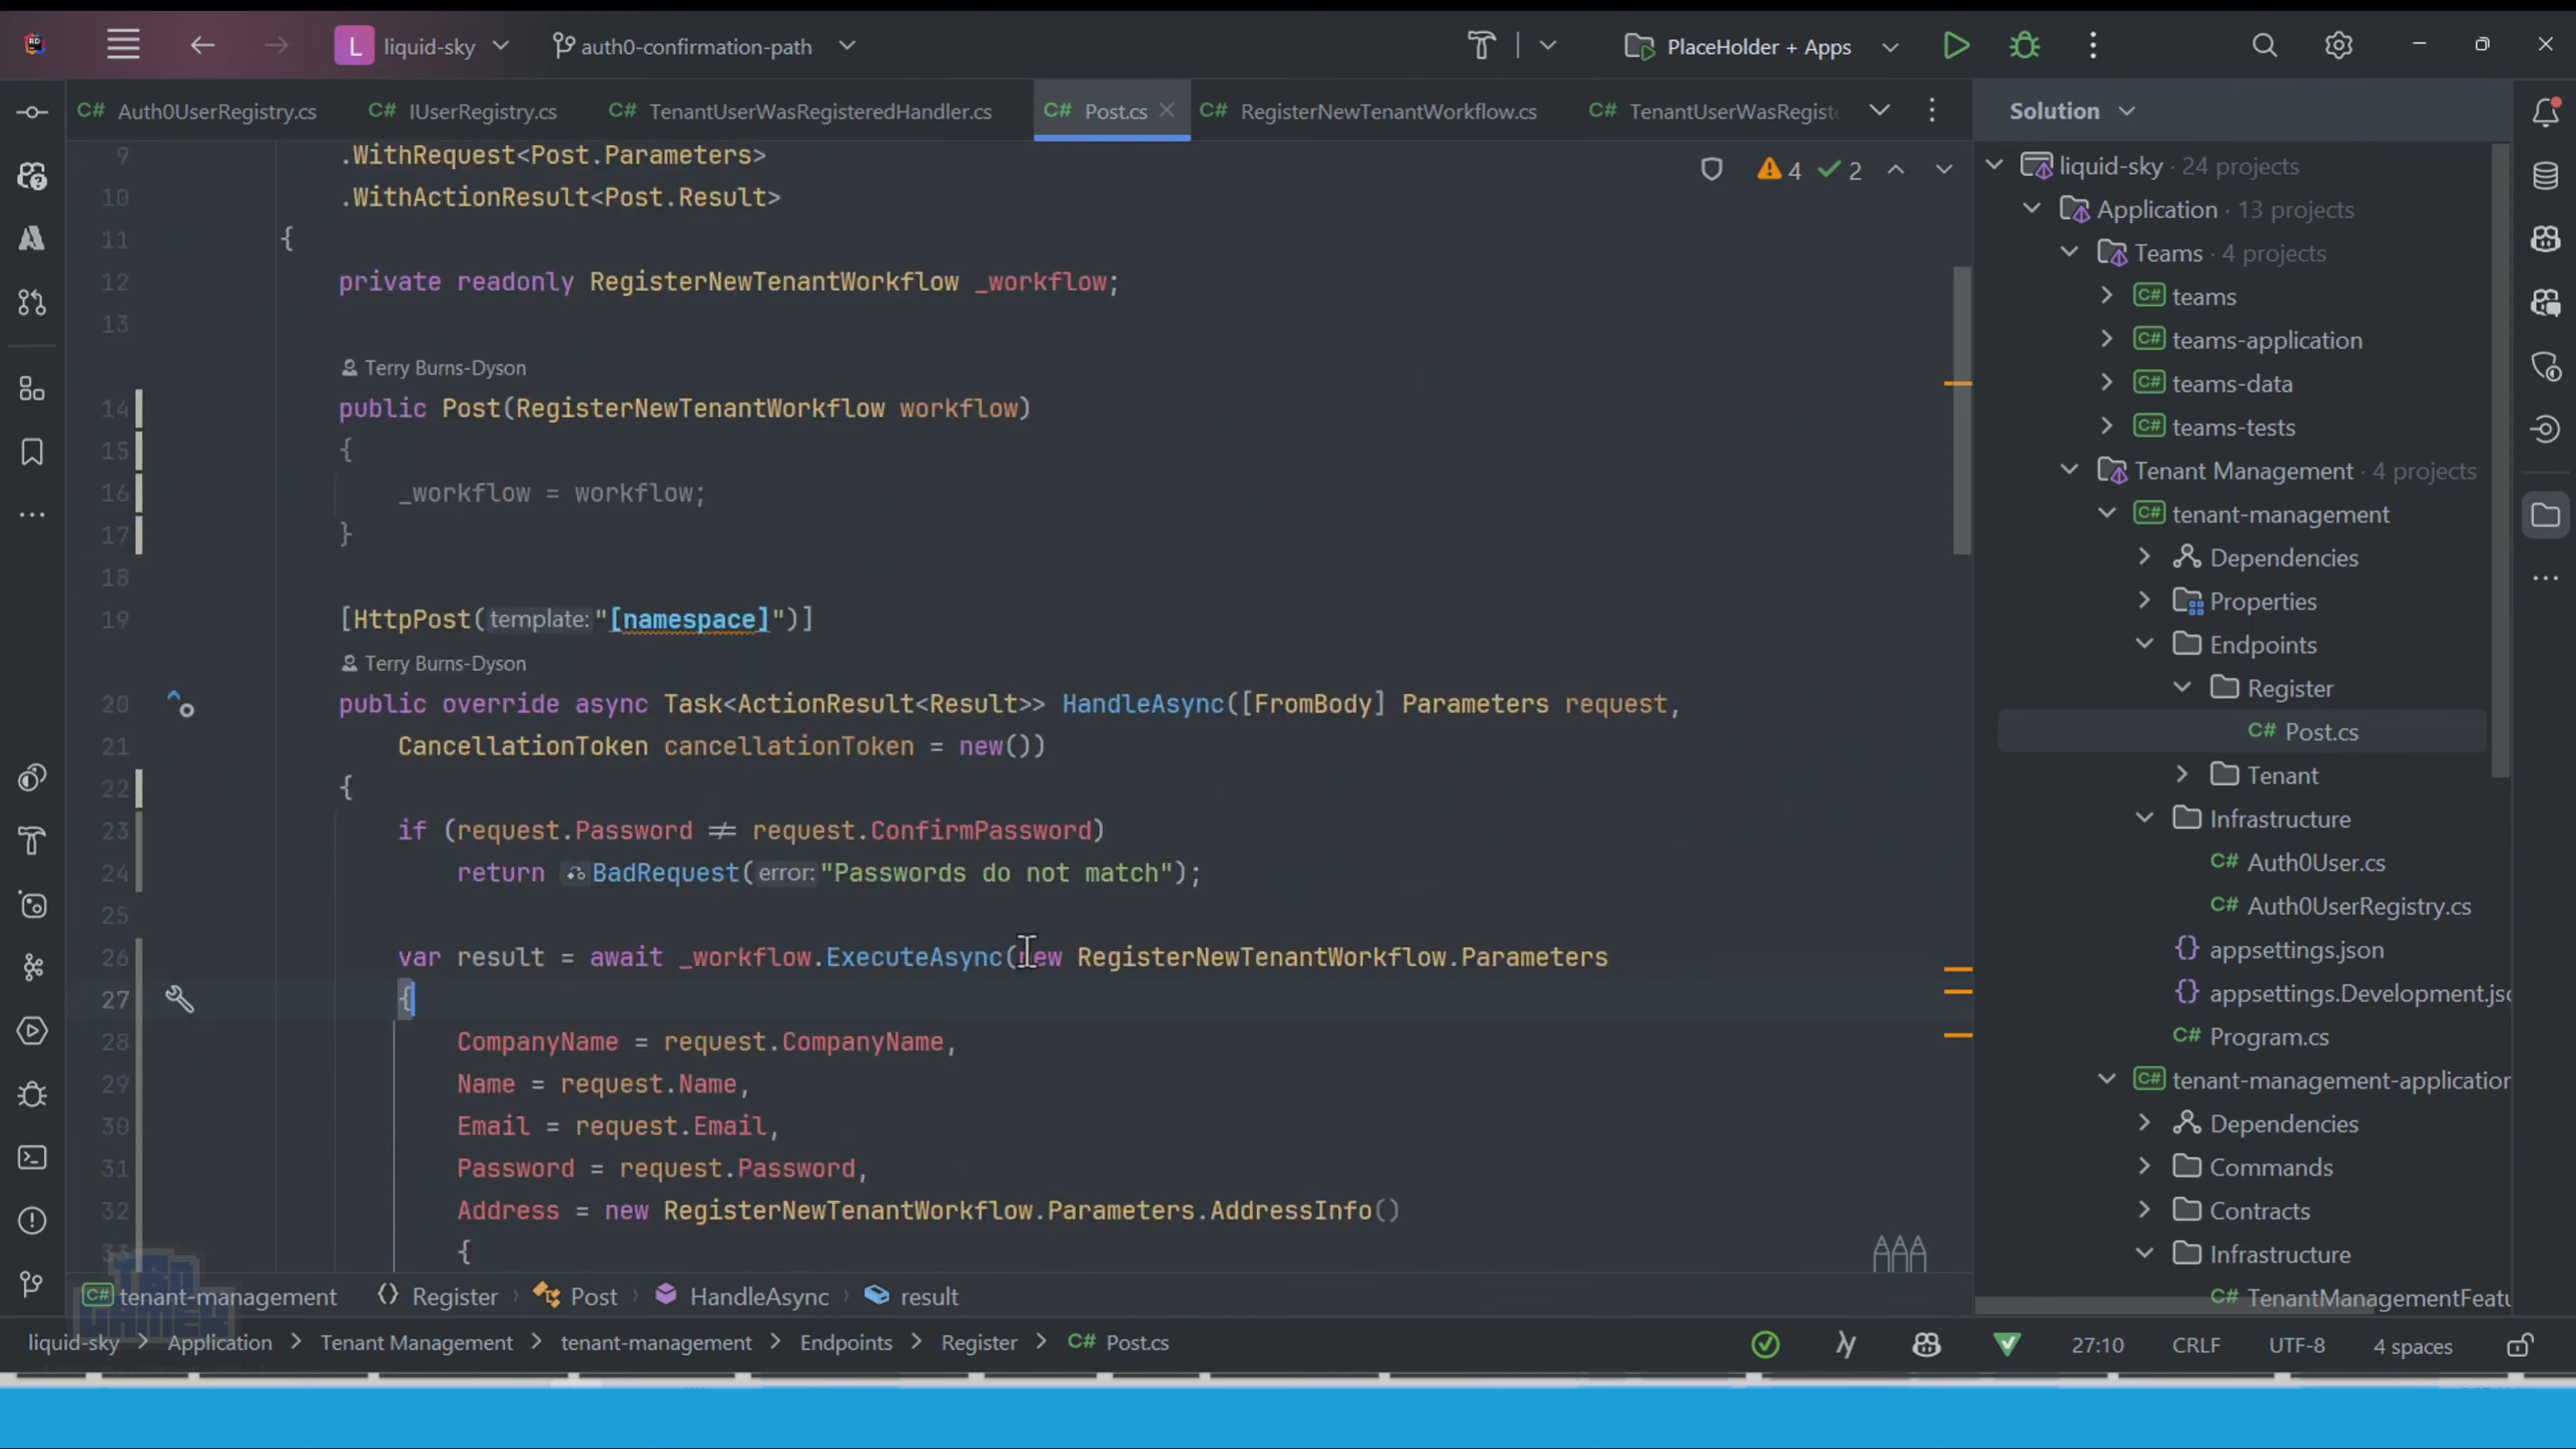 L liquid-sky auth0-confirmation-path PlaceHolder + Apps
C# Auth0UserRegistry.cs C# IUserRegistry.cs C# TenantUserWasRegisteredHandler.cs C# Post.cs C# RegisterNewTenantWorkflow.cs C# TenantUserWasRegiste
9 .WithRequest<Post.Parameters>
4 2
10 .WithActionResult<Post.Result>
11 {
12 private readonly RegisterNewTenantWorkflow _workflow;
13
Terry Burns-Dyson
14 public Post(RegisterNewTenantWorkflow workflow)
15 {
16 _workflow = workflow;
17 }
18
19 [HttpPost(template:"[namespace]")]
Terry Burns-Dyson
20 public override async Task<ActionResult<Result>> HandleAsync([FromBody] Parameters request,
21 CancellationToken cancellationToken = new())
22 {
23 if (request.Password ≠ request.ConfirmPassword)
24 return BadRequest(error:"Passwords do not match");
25
26 var result = await _workflow.ExecuteAsync(new RegisterNewTenantWorkflow.Parameters
27 {
28 CompanyName = request.CompanyName,
29 Name = request.Name,
30 Email = request.Email,
31 Password = request.Password,
32 Address = new RegisterNewTenantWorkflow.Parameters.AddressInfo()
33 {
Solution
liquid-sky · 24 projects
Application · 13 projects
Teams · 4 projects
C# teams
C# teams-application
C# teams-data
C# teams-tests
Tenant Management · 4 projects
C# tenant-management
Dependencies
Properties
Endpoints
Register
C# Post.cs
Tenant
Infrastructure
C# Auth0User.cs
C# Auth0UserRegistry.cs
{} appsettings.json
{} appsettings.Development.jsc
C# Program.cs
C# tenant-management-application
Dependencies
Commands
Contracts
Infrastructure
C# TenantManagementFeatu
C# tenant-management Register Post HandleAsync result
liquid-sky > Application > Tenant Management > tenant-management > Endpoints > Register > C# Post.cs
27:10 CRLF UTF-8 4 spaces